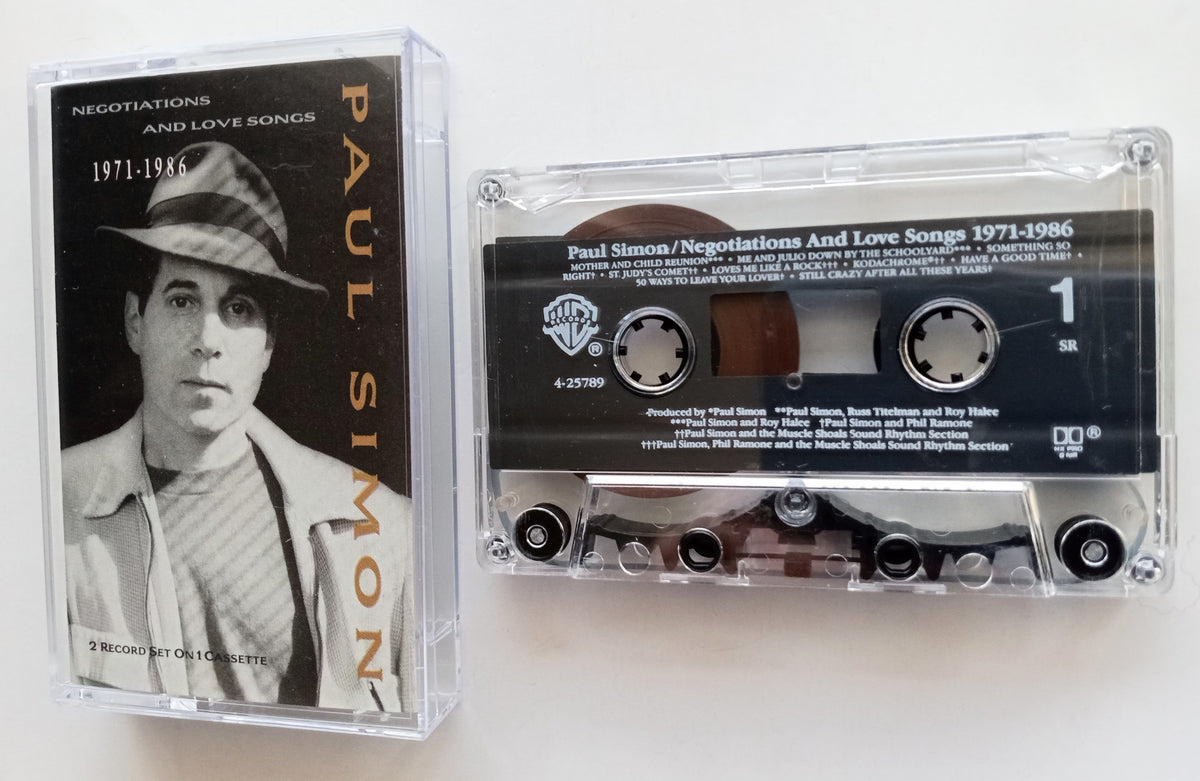 NEGOTIATIONS
AND LOVE SONGS
1971-1986
PAUL SIMON
2 RECORD SET ON 1 CASSETTE
Paul Simon/Negotiations And Love Songs 1971-1986
MOTHER AND CHILD REUNION*** • ME AND JULIO DOWN BY THE SCHOOLYARD*** • SOMETHING SO
RIGHT† • ST. JUDY'S COMET†† • LOVES ME LIKE A ROCK††† • KODACHROME®†† • HAVE A GOOD TIME† •
50 WAYS TO LEAVE YOUR LOVER† • STILL CRAZY AFTER ALL THESE YEARS†
RECORDS
®
4-25789
1
SR
Produced by *Paul Simon **Paul Simon, Russ Titelman and Roy Halee
***Paul Simon and Roy Halee †Paul Simon and Phil Ramone
††Paul Simon and the Muscle Shoals Sound Rhythm Section
†††Paul Simon, Phil Ramone and the Muscle Shoals Sound Rhythm Section
®
HX PRO